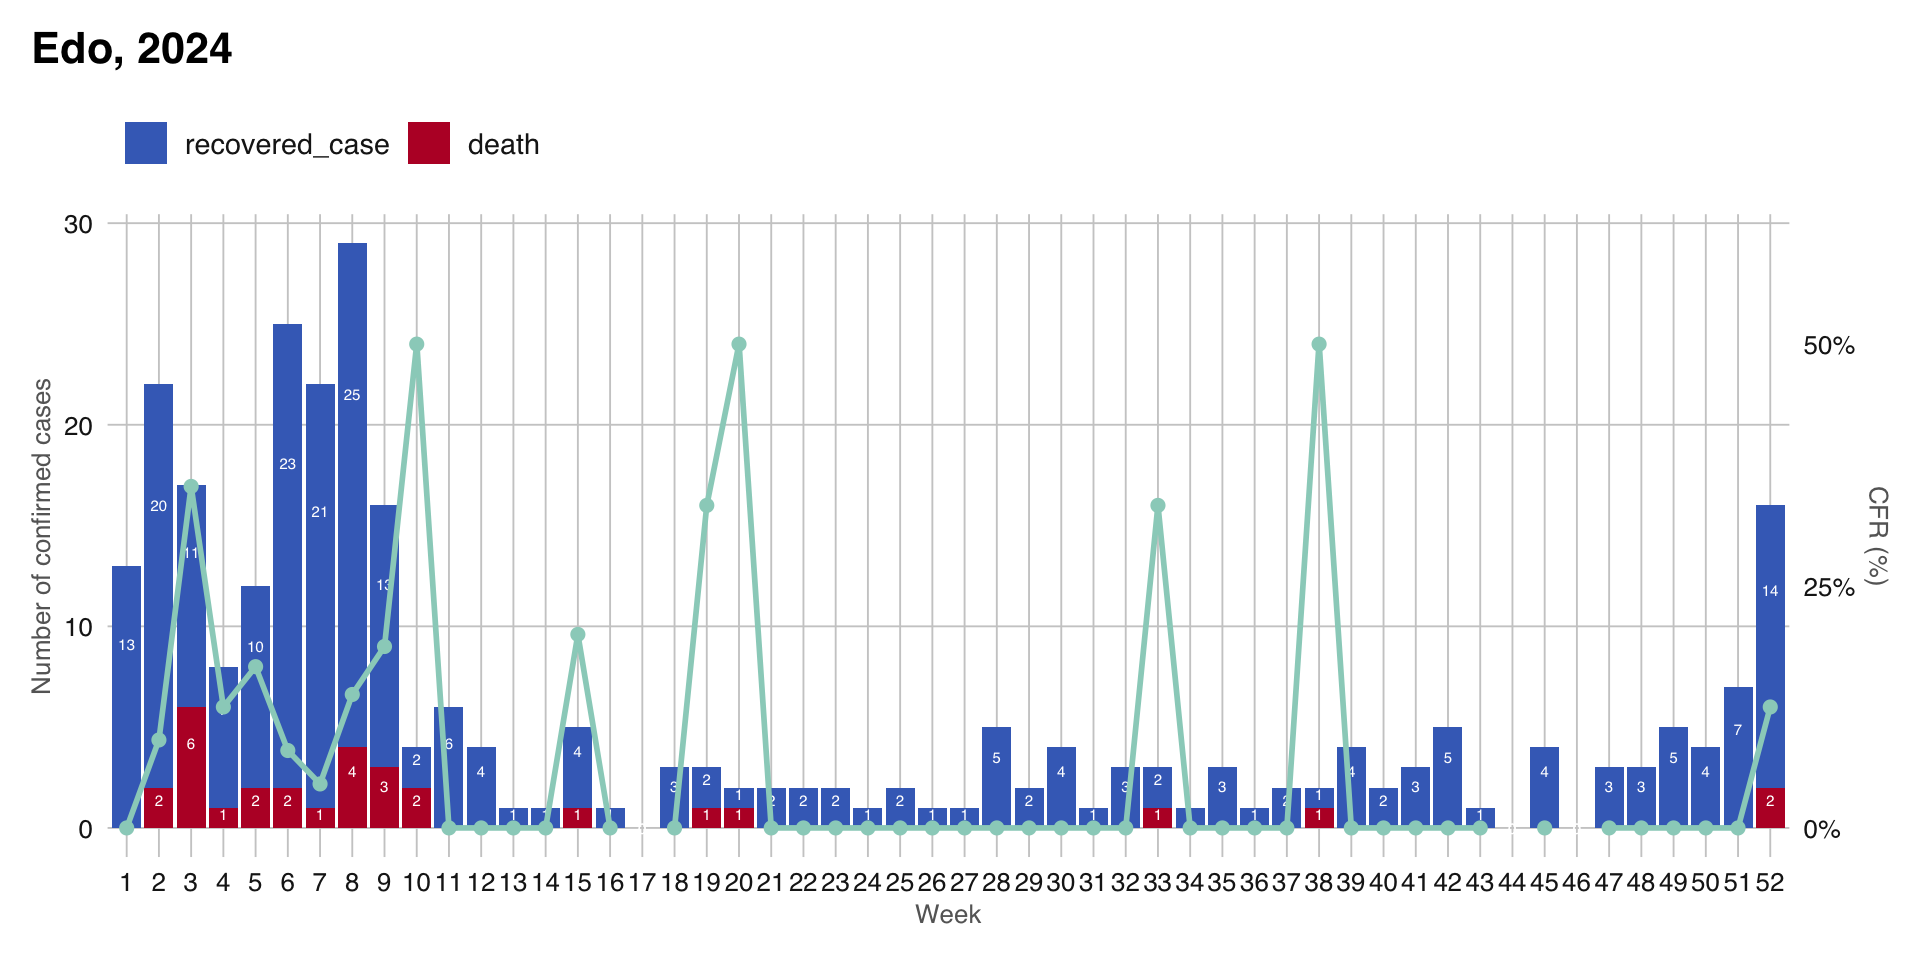 Edo, 2024
recovered_case death
30
20
10
0
Number of confirmed cases
50%
25%
0%
CFR (%)
13 20 11 10 23 21 25 13 2 6 4 1 1 4 3 2 1 2 2 2 1 2 1 1 5 2 4 1 3 2 3 1 2 1 4 2 3 5 1 4 3 3 5 4 7 14
2 6 1 2 2 1 4 3 2 1 1 1 1 1 2
1 2 3 4 5 6 7 8 9 10 11 12 13 14 15 16 17 18 19 20 21 22 23 24 25 26 27 28 29 30 31 32 33 34 35 36 37 38 39 40 41 42 43 44 45 46 47 48 49 50 51 52
Week